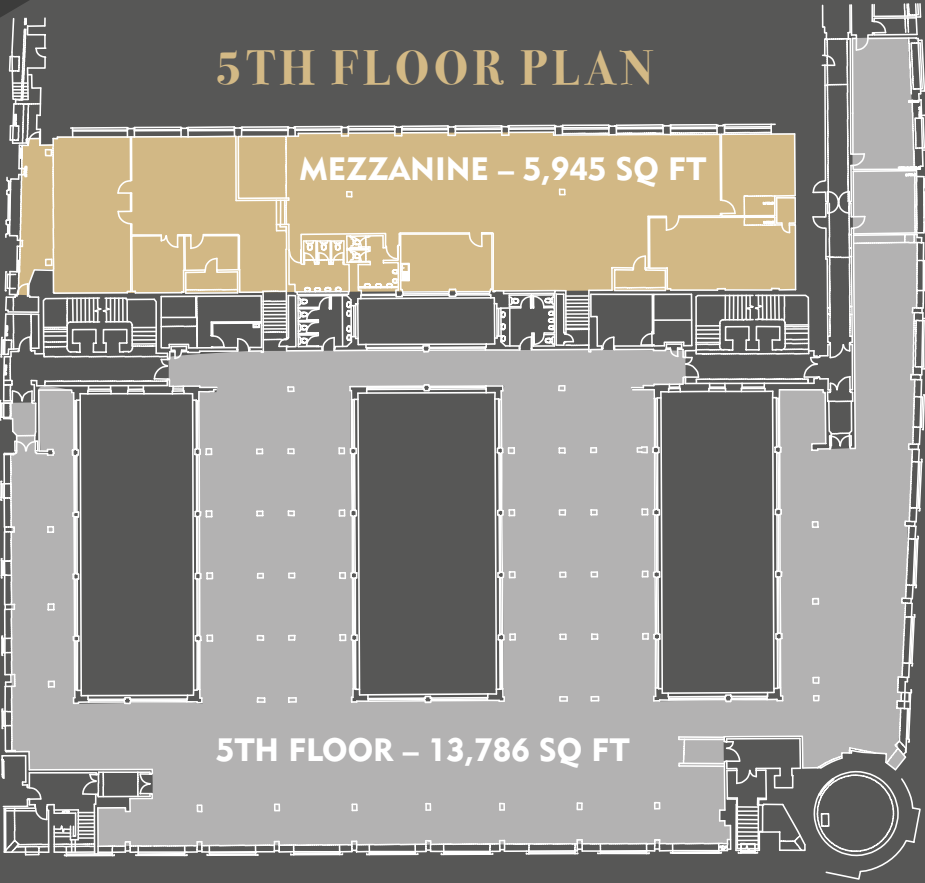 5TH FLOOR PLAN
MEZZANINE – 5,945 SQ FT
5TH FLOOR – 13,786 SQ FT